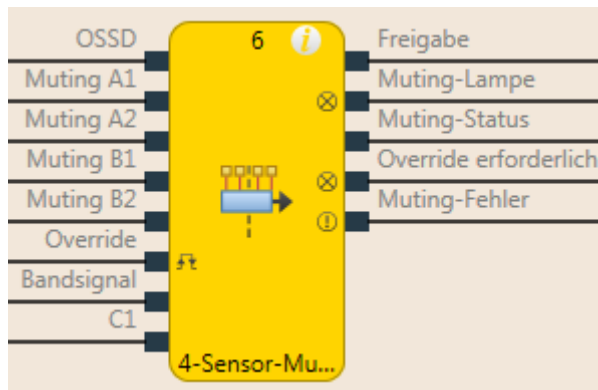 OSSD
Muting A1
Muting A2
Muting B1
Muting B2
Override
Bandsignal
C1
6
i
4-Sensor-Mu...
Freigabe
Muting-Lampe
Muting-Status
Override erforderlich
Muting-Fehler